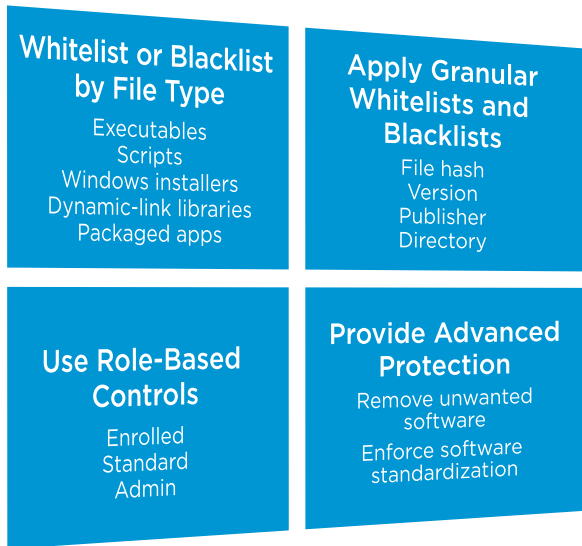 Whitelist or Blacklist
by File Type
Executables
Scripts
Windows installers
Dynamic-link libraries
Packaged apps
Apply Granular
Whitelists and
Blacklists
File hash
Version
Publisher
Directory
Use Role-Based
Controls
Enrolled
Standard
Admin
Provide Advanced
Protection
Remove unwanted
software
Enforce software
standardization